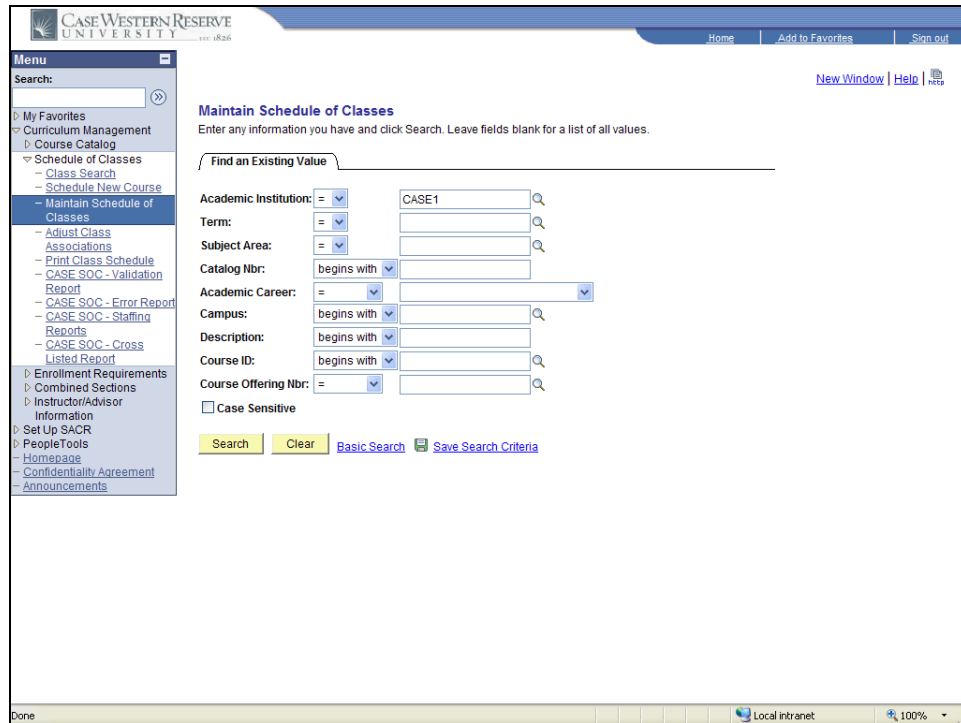 CASE WESTERN RESERVE
UNIVERSITY EST 1826
Home Add to Favorites Sign out
Menu
Search:
My Favorites
Curriculum Management
Course Catalog
Schedule of Classes
Class Search
Schedule New Course
Maintain Schedule of
Classes
Adjust Class
Associations
Print Class Schedule
CASE SOC - Validation
Report
CASE SOC - Error Report
CASE SOC - Staffing
Reports
CASE SOC - Cross
Listed Report
Enrollment Requirements
Combined Sections
Instructor/Advisor
Information
Set Up SACR
PeopleTools
Homepage
Confidentiality Agreement
Announcements
New Window | Help | http
Maintain Schedule of Classes
Enter any information you have and click Search. Leave fields blank for a list of all values.
Find an Existing Value
Academic Institution: = CASE1
Term: =
Subject Area: =
Catalog Nbr: begins with
Academic Career: =
Campus: begins with
Description: begins with
Course ID: begins with
Course Offering Nbr: =
Case Sensitive
Search Clear Basic Search Save Search Criteria
Done Local intranet 100%